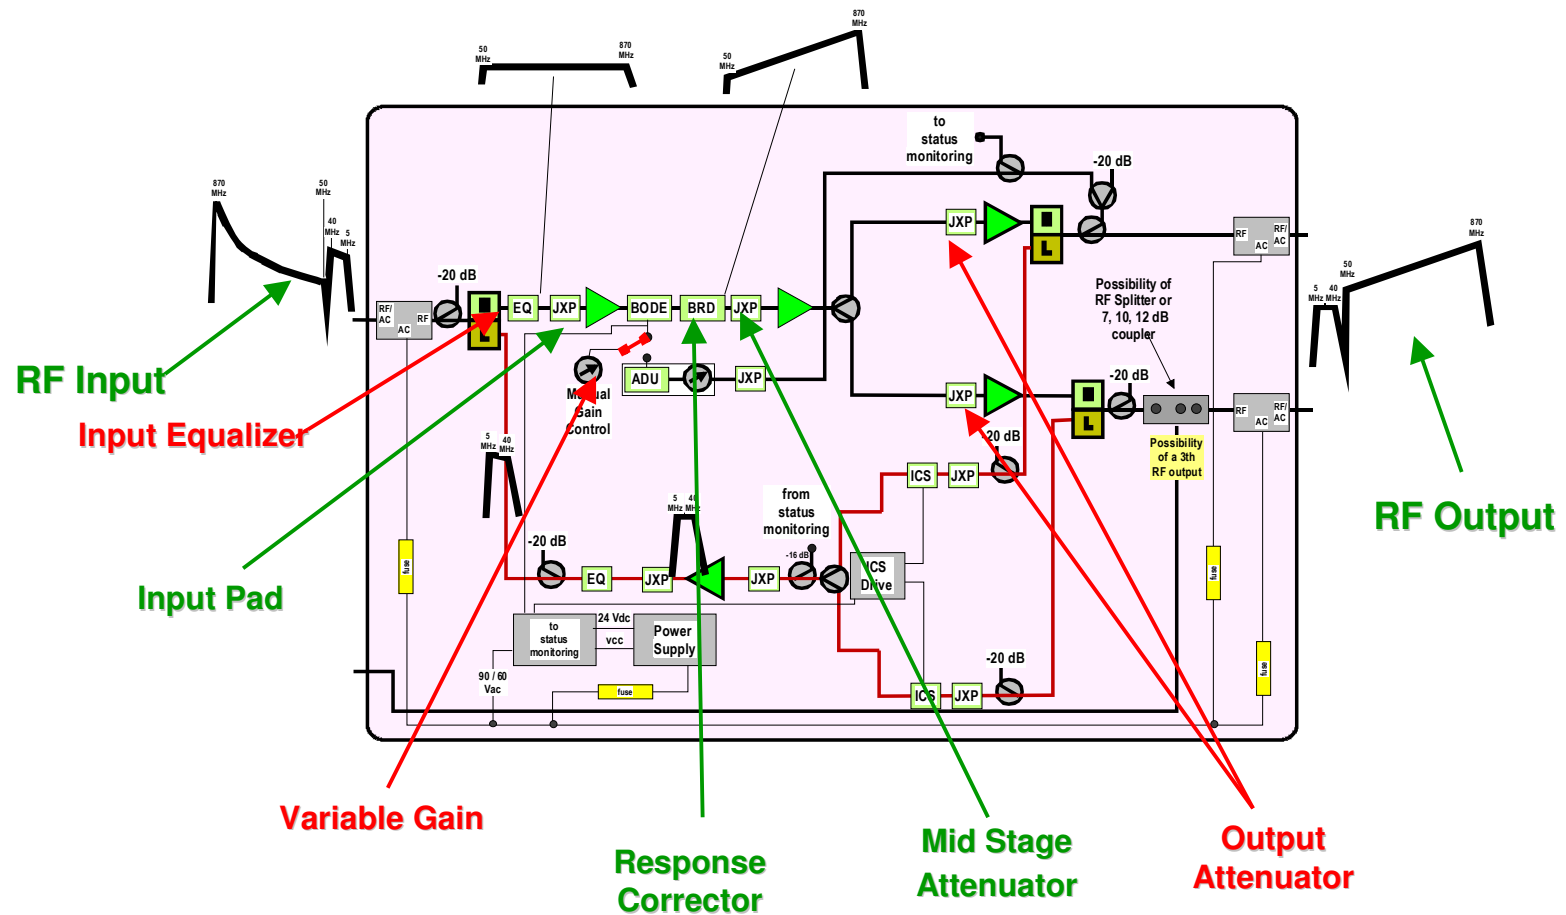 870
MHz
50
MHz
870
MHz
50
MHz
to
status
monitoring
-20 dB
870
MHz
50
MHz
40
MHz
5
MHz
JXP
H
L
RF
AC
RF/
AC
870
MHz
50
MHz
5
MHz
40
MHz
-20 dB
RF/
AC
AC
RF
H
L
EQ
JXP
BODE
BRD
JXP
Possibility of
RF Splitter or
7, 10, 12 dB
coupler
ADU
JXP
Manual
Gain
Control
JXP
H
L
-20 dB
RF
AC
RF/
AC
RF Input
Input Equalizer
Possibility
of a 3th
RF output
-20 dB
5
MHz
40
MHz
ICS
JXP
5
MHz
40
MHz
from
status
monitoring
RF Output
-20 dB
-16 dB
EQ
JXP
JXP
ICS
Drive
fuse
fuse
Input Pad
to
status
monitoring
24 Vdc
vcc
Power
Supply
90 / 60
Vac
fuse
-20 dB
ICS
JXP
fuse
Variable Gain
Response
Corrector
Mid Stage
Attenuator
Output
Attenuator